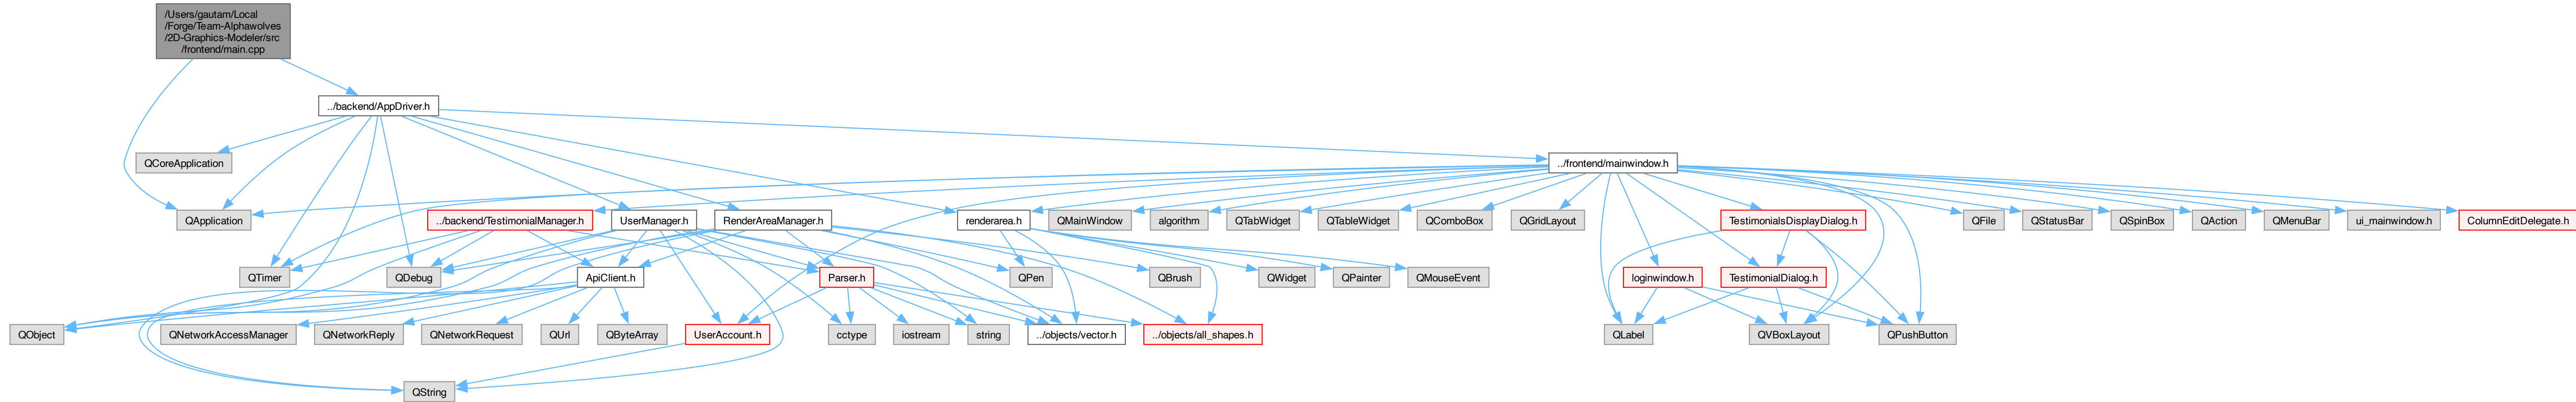 /Users/gautam/Local
/Forge/Team-Alphawolves
/2D-Graphics-Modeler/src
/frontend/main.cpp
../backend/AppDriver.h
QCoreApplication
../frontend/mainwindow.h
QApplication
../backend/TestimonialManager.h
UserManager.h
RenderAreaManager.h
renderarea.h
QMainWindow
algorithm
QTabWidget
QTableWidget
QComboBox
QGridLayout
TestimonialsDisplayDialog.h
QFile
QStatusBar
QSpinBox
QAction
QMenuBar
ui_mainwindow.h
ColumnEditDelegate.h
QTimer
QDebug
ApiClient.h
Parser.h
QPen
QBrush
QWidget
QPainter
QMouseEvent
loginwindow.h
TestimonialDialog.h
QObject
QNetworkAccessManager
QNetworkReply
QNetworkRequest
QUrl
QByteArray
UserAccount.h
cctype
iostream
string
../objects/vector.h
../objects/all_shapes.h
QLabel
QVBoxLayout
QPushButton
QString